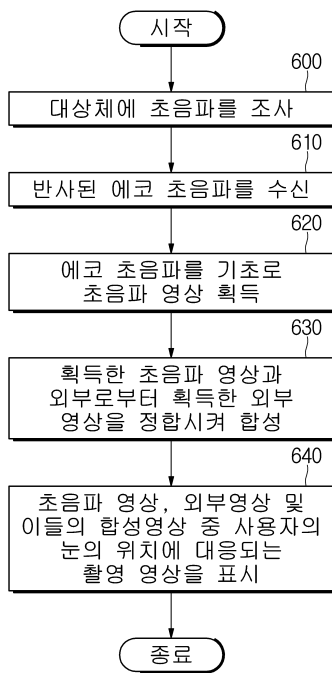 시작
600
대상체에 초음파를 조사
610
반사된 에코 초음파를 수신
620
에코 초음파를 기초로
초음파 영상 획득
630
획득한 초음파 영상과
외부로부터 획득한 외부
영상을 정합시켜 합성
640
초음파 영상, 외부영상 및
이들의 합성영상 중 사용자의
눈의 위치에 대응되는
촬영 영상을 표시
종료